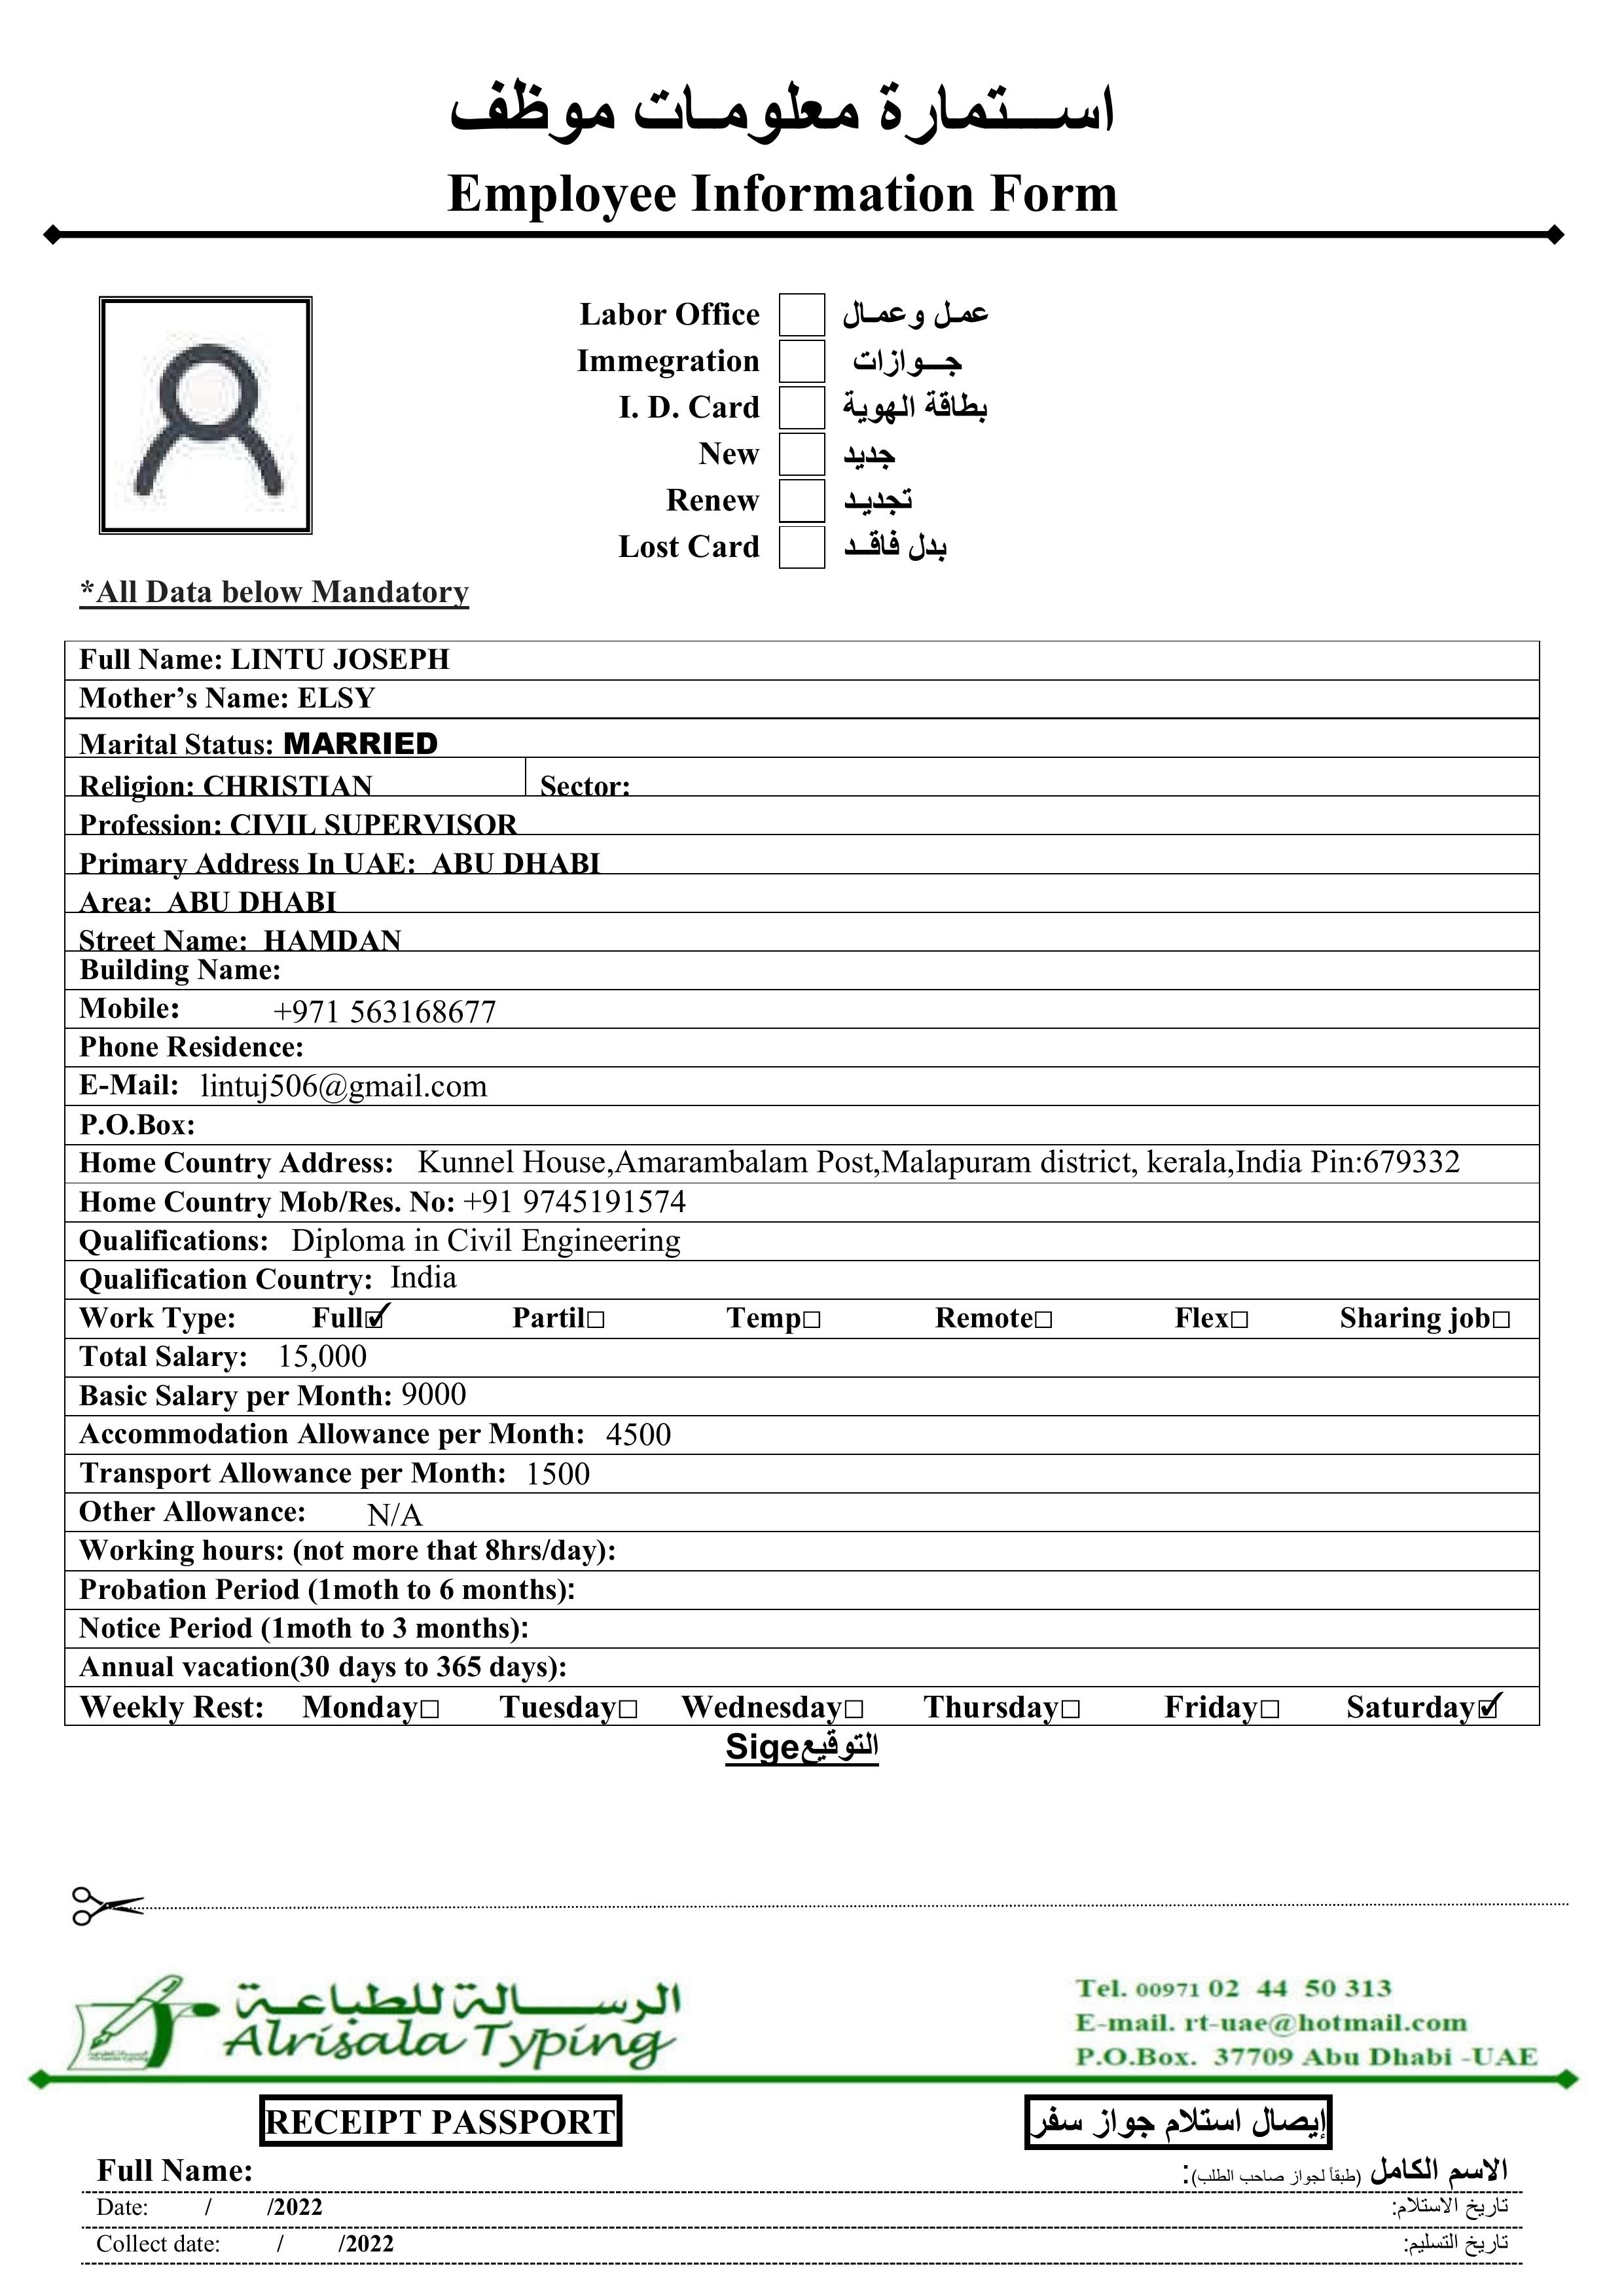 استمارة معلومات موظف
Employee Information Form
Labor Office ☐ عمل وعمال
Immegration ☐ جوازات
I. D. Card ☐ بطاقة الهوية
New ☐ جديد
Renew ☐ تجديد
Lost Card ☐ بدل فاقد
*All Data below Mandatory
Full Name: LINTU JOSEPH
Mother’s Name: ELSY
Marital Status: MARRIED
Religion: CHRISTIAN Sector:
Profession: CIVIL SUPERVISOR
Primary Address In UAE: ABU DHABI
Area: ABU DHABI
Street Name: HAMDAN
Building Name:
Mobile: +971 563168677
Phone Residence:
E-Mail: lintuj506@gmail.com
P.O.Box:
Home Country Address: Kunnel House,Amarambalam Post,Malapuram district, kerala,India Pin:679332
Home Country Mob/Res. No: +91 9745191574
Qualifications: Diploma in Civil Engineering
Qualification Country: India
Work Type: Full☑ Partil☐ Temp☐ Remote☐ Flex☐ Sharing job☐
Total Salary: 15,000
Basic Salary per Month: 9000
Accommodation Allowance per Month: 4500
Transport Allowance per Month: 1500
Other Allowance: N/A
Working hours: (not more that 8hrs/day):
Probation Period (1moth to 6 months):
Notice Period (1moth to 3 months):
Annual vacation(30 days to 365 days):
Weekly Rest: Monday☐ Tuesday☐ Wednesday☐ Thursday☐ Friday☐ Saturday☑
Sigeالتوقيع
الرسالة للطباعة
Alrisala Typing
Tel. 00971 02 44 50 313
E-mail. rt-uae@hotmail.com
P.O.Box. 37709 Abu Dhabi -UAE
RECEIPT PASSPORT إيصال استلام جواز سفر
Full Name: الاسم الكامل (طبقاً لجواز صاحب الطلب):
Date: / /2022 تاريخ الاستلام:
Collect date: / /2022 تاريخ التسليم: